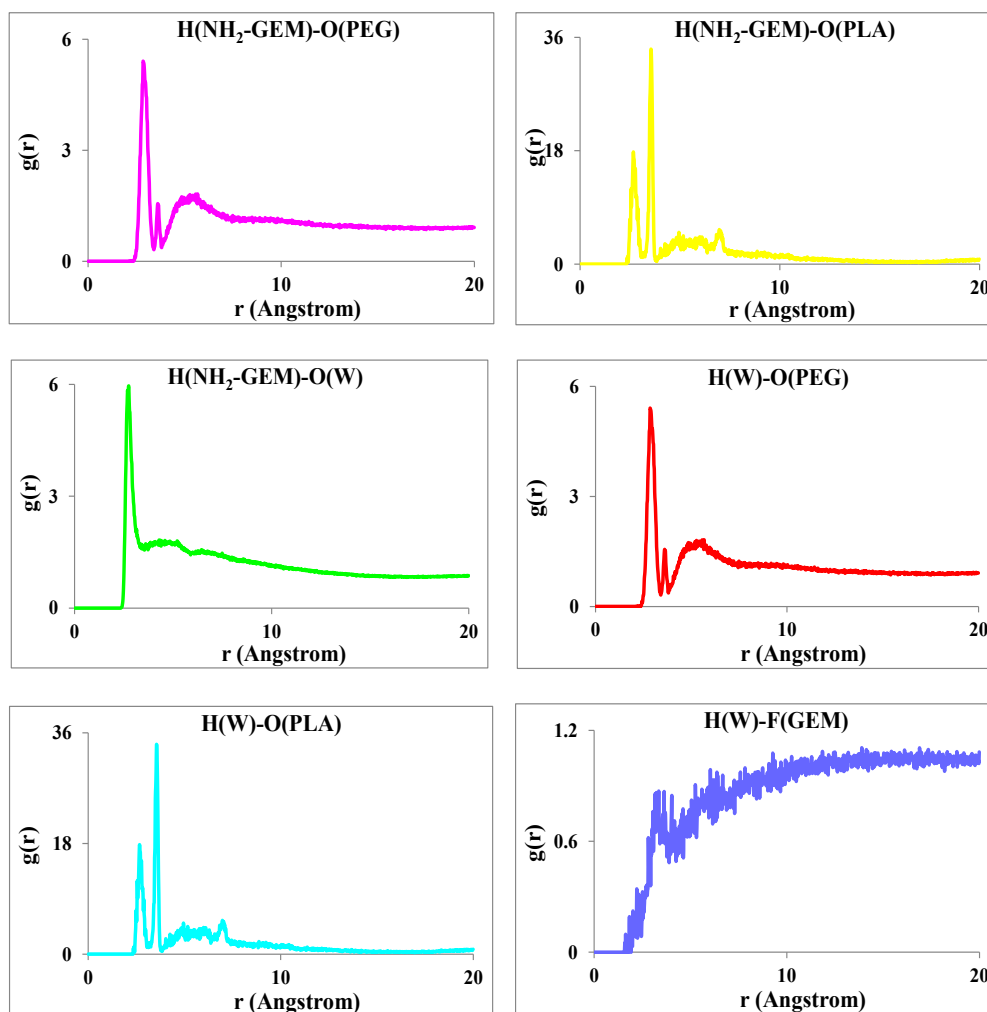 H(NH₂-GEM)-O(PEG)
6
3
0
g(r)
0
10
20
r (Angstrom)
H(NH₂-GEM)-O(PLA)
36
18
0
g(r)
0
10
20
r (Angstrom)
H(NH₂-GEM)-O(W)
6
3
0
g(r)
0
10
20
r (Angstrom)
H(W)-O(PEG)
6
3
0
g(r)
0
10
20
r (Angstrom)
H(W)-O(PLA)
36
18
0
g(r)
0
10
20
r (Angstrom)
H(W)-F(GEM)
1.2
0.6
0
g(r)
0
10
20
r (Angstrom)